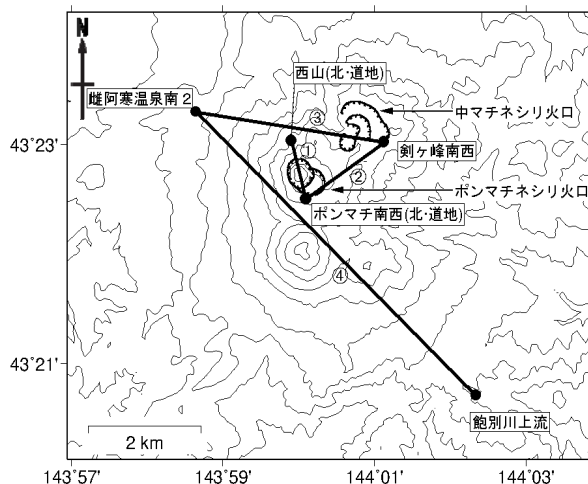 N
西山(北・道地)
雌阿寒温泉南2
中マチネシリ火口
③
43°23'
①
剣ヶ峰南西
②
ポンマチネシリ火口
ポンマチ南西(北・道地)
④
43°21'
飽別川上流
2 km
143°57'
143°59'
144°01'
144°03'